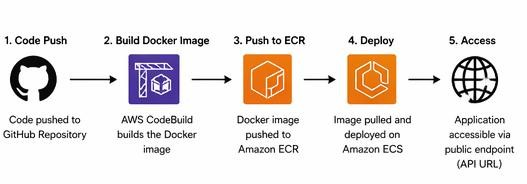 1. Code Push
2. Build Docker Image
3. Push to ECR
4. Deploy
5. Access
Code pushed to
GitHub Repository
AWS CodeBuild
builds the Docker
image
Docker image
pushed to
Amazon ECR
Image pulled and
deployed on
Amazon ECS
Application
accessible via
public endpoint
(API URL)